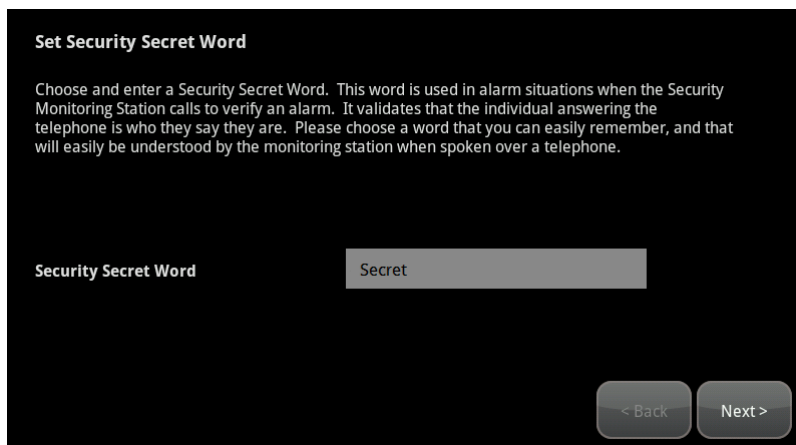 Set Security Secret Word
Choose and enter a Security Secret Word.  This word is used in alarm situations when the Security
Monitoring Station calls to verify an alarm.  It validates that the individual answering the
telephone is who they say they are.  Please choose a word that you can easily remember, and that
will easily be understood by the monitoring station when spoken over a telephone.
Security Secret Word
Secret
< Back
Next >